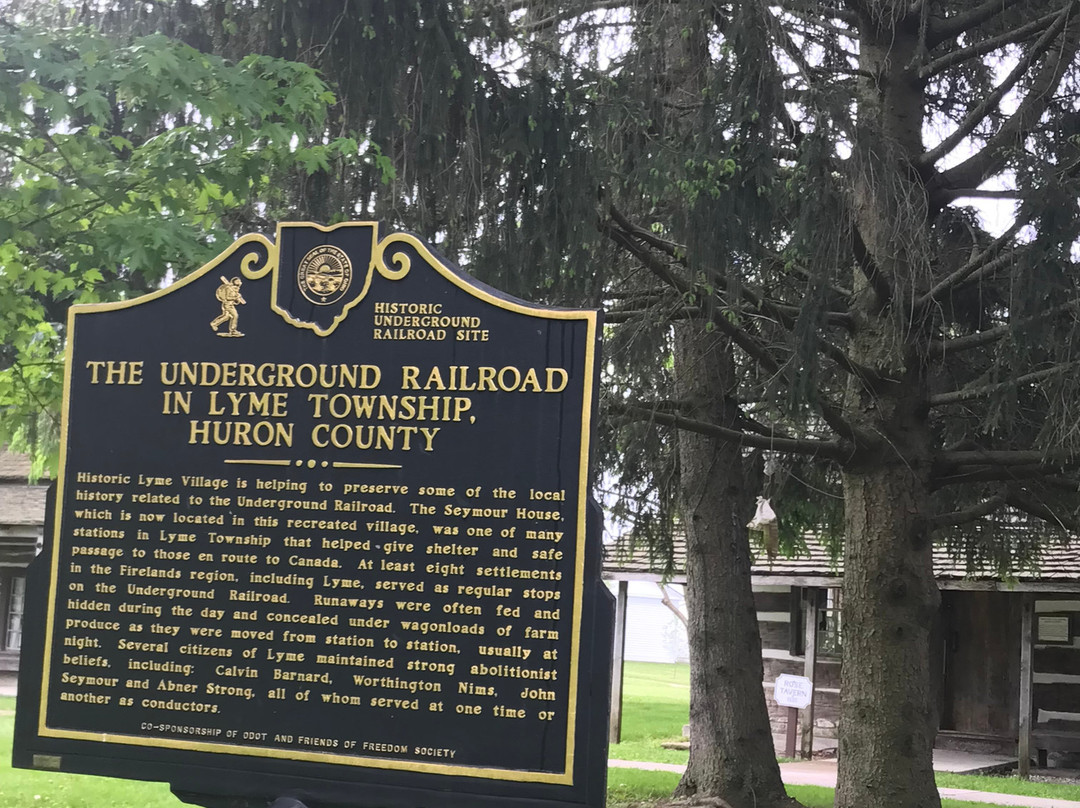 HISTORIC
UNDERGROUND
RAILROAD SITE
THE UNDERGROUND RAILROAD
IN LYME TOWNSHIP,
HURON COUNTY
Historic Lyme Village is helping to preserve some of the local
history related to the Underground Railroad. The Seymour House,
which is now located in this recreated village, was one of many
stations in Lyme Township that helped give shelter and safe
passage to those en route to Canada. At least eight settlements
in the Firelands region, including Lyme, served as regular stops
on the Underground Railroad. Runaways were often fed and
hidden during the day and concealed under wagonloads of farm
produce as they were moved from station to station, usually at
night. Several citizens of Lyme maintained strong abolitionist
beliefs, including: Calvin Barnard, Worthington Nims, John
Seymour and Abner Strong, all of whom served at one time or
another as conductors.
CO-SPONSORSHIP OF ODOT AND FRIENDS OF FREEDOM SOCIETY
TAVERN